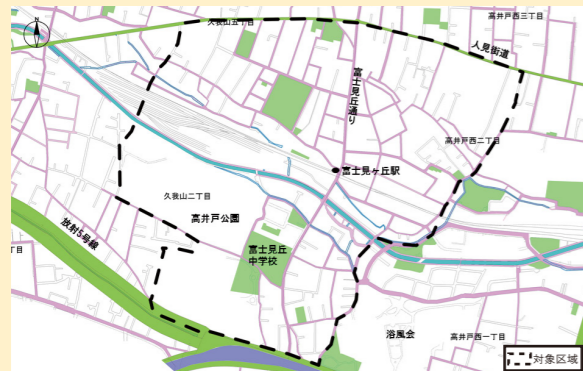 N
久我山五丁目
高井戸西三丁目
人見街道
富士見丘通り
高井戸西二丁目
富士見ヶ丘駅
久我山二丁目
高井戸公園
放射5号線
丁目
富士見丘
中学校
浴風会
高井戸西一丁目
対象区域